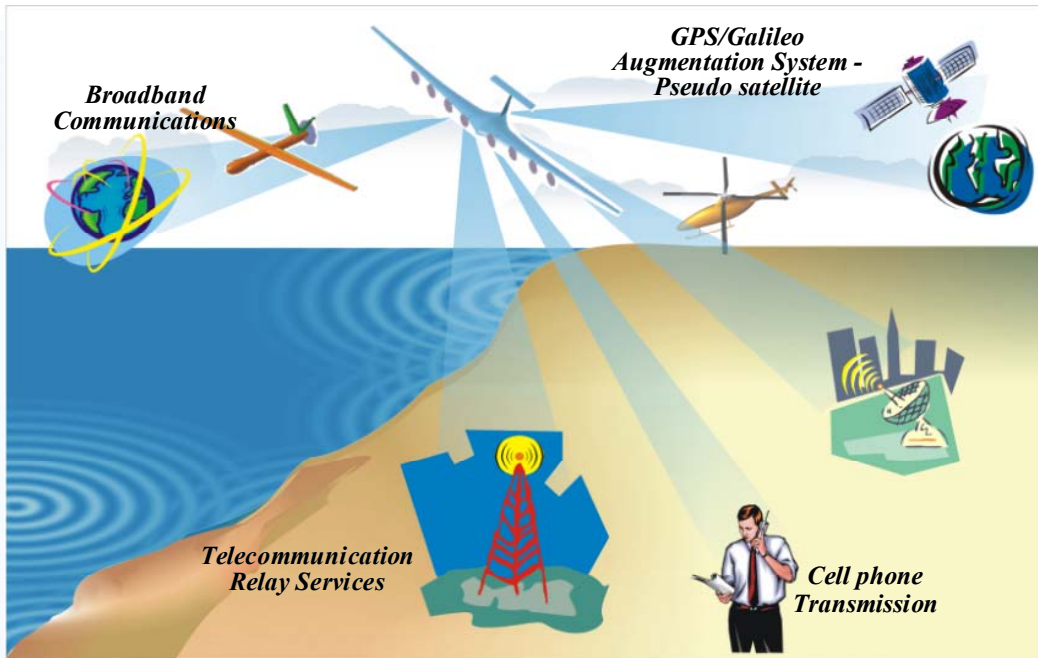 GPS/Galileo
Augmentation System -
Pseudo satellite
Broadband
Communications
Telecommunication
Relay Services
Cell phone
Transmission